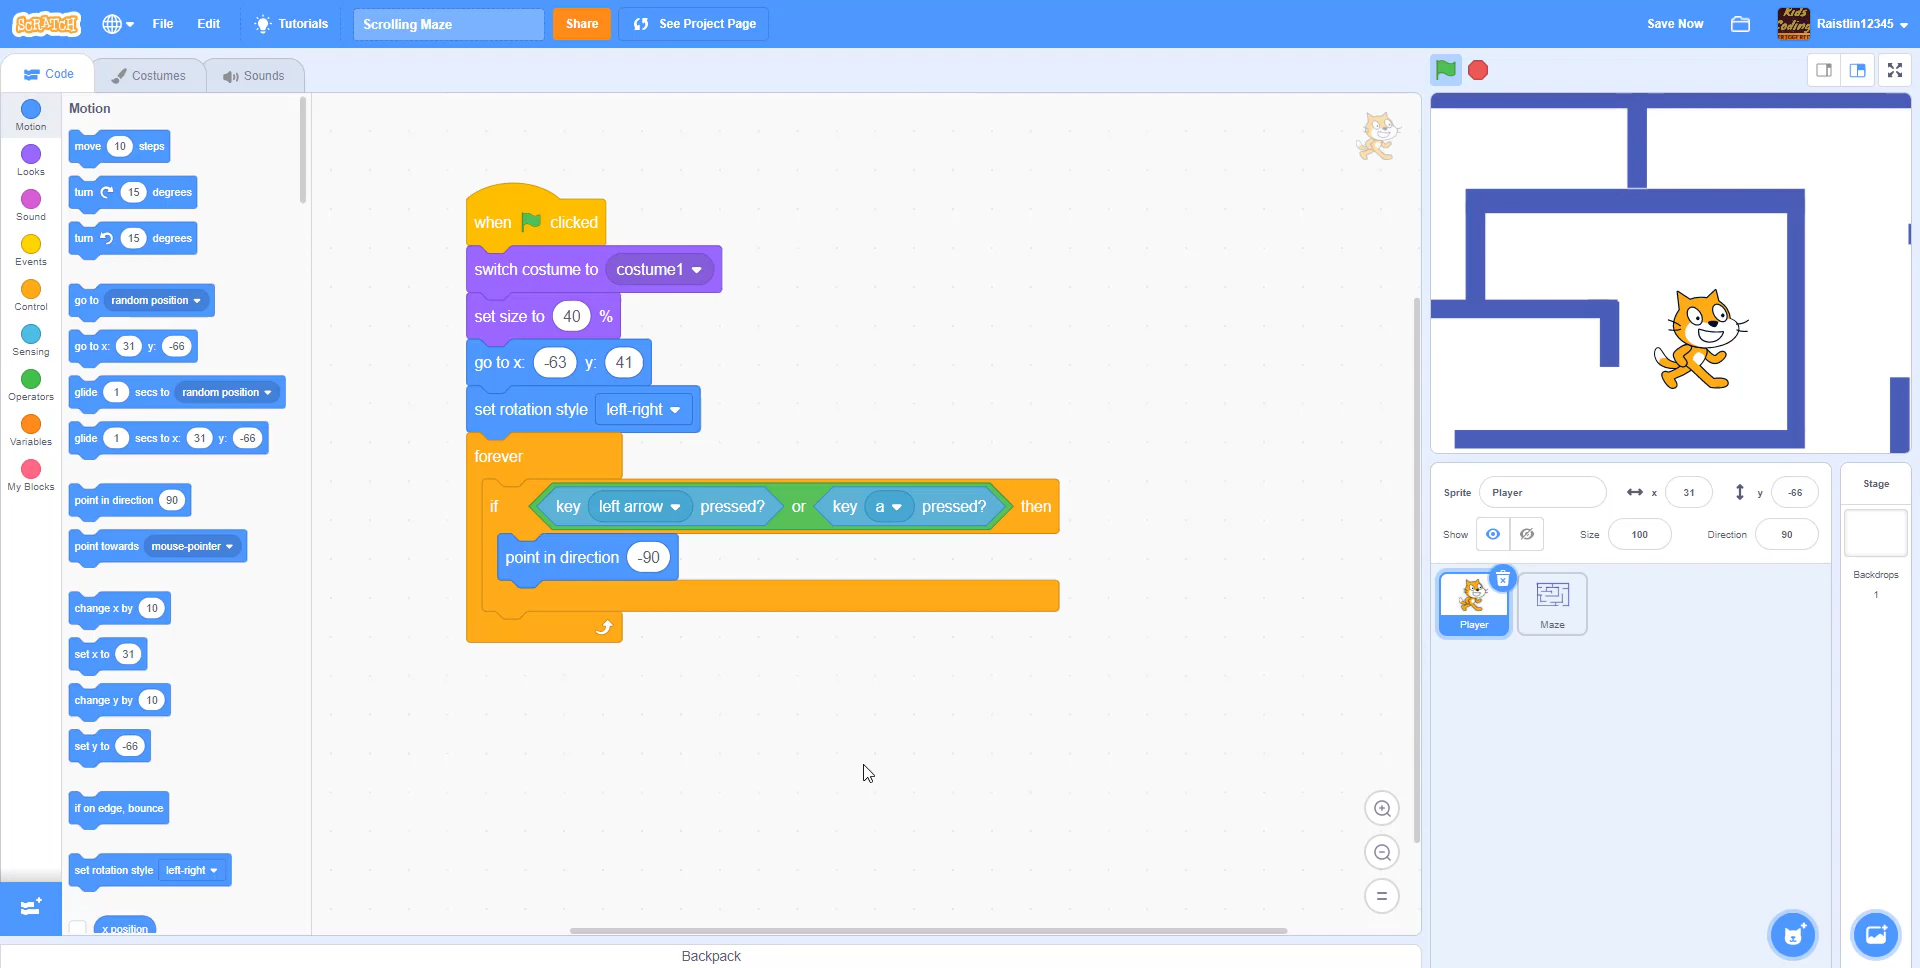 SCRATCH File Edit Tutorials Scrolling Maze Share See Project Page Save Now Raistlin12345
Code Costumes Sounds
Motion
Looks
Sound
Events
Control
Sensing
Operators
Variables
My Blocks
Motion
move 10 steps
turn 15 degrees
turn 15 degrees
go to random position
go to x: 31 y: -66
glide 1 secs to random position
glide 1 secs to x: 31 y: -66
point in direction 90
point towards mouse-pointer
change x by 10
set x to 31
change y by 10
set y to -66
if on edge, bounce
set rotation style left-right
x position
when clicked
switch costume to costume1
set size to 40 %
go to x: -63 y: 41
set rotation style left-right
forever
if key left arrow pressed? or key a pressed? then
point in direction -90
Backpack
Sprite Player x 31 y -66
Show Size 100 Direction 90
Player Maze
Stage
Backdrops
1
Kids
Coding